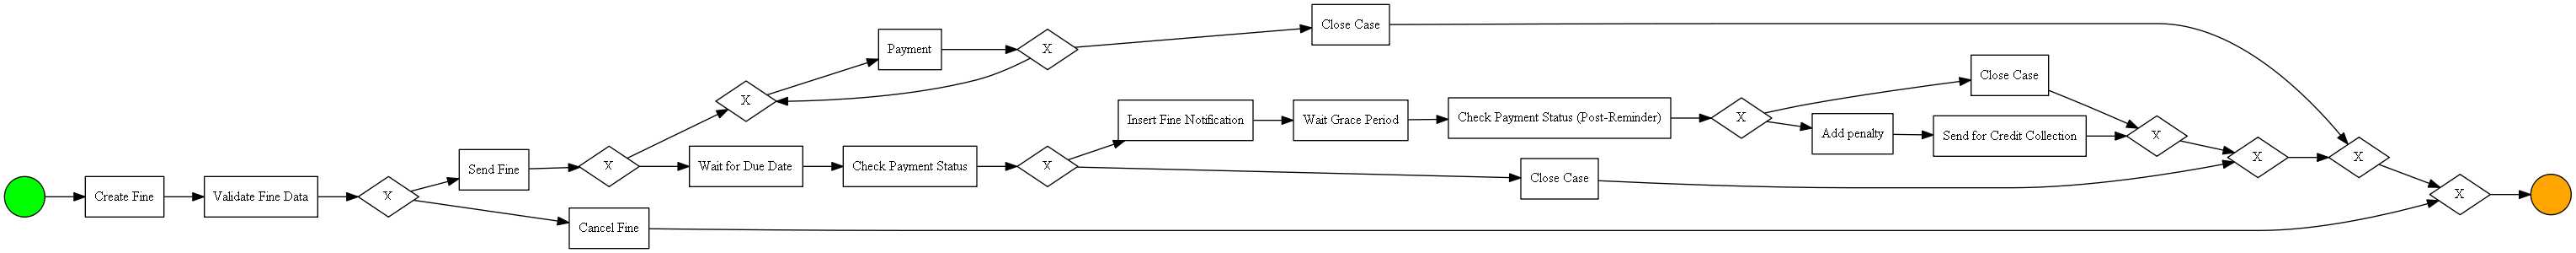 Create Fine
Validate Fine Data
X
Send Fine
Cancel Fine
X
X
Payment
X
Close Case
Wait for Due Date
Check Payment Status
X
Insert Fine Notification
Wait Grace Period
Check Payment Status (Post-Reminder)
X
Close Case
Add penalty
Send for Credit Collection
X
Close Case
X
X
X